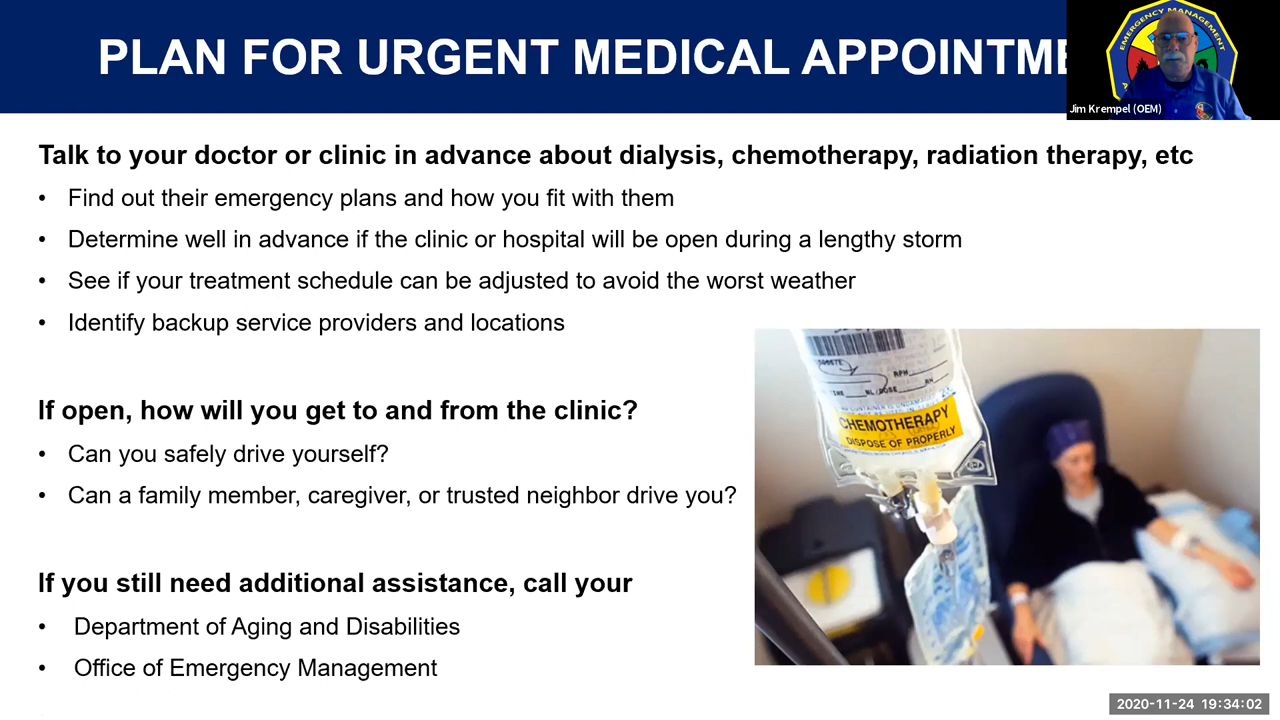 PLAN FOR URGENT MEDICAL APPOINTME
EMERGENCY MANAGEMENT
Jim Krempel (OEM)
Talk to your doctor or clinic in advance about dialysis, chemotherapy, radiation therapy, etc
• Find out their emergency plans and how you fit with them
• Determine well in advance if the clinic or hospital will be open during a lengthy storm
• See if your treatment schedule can be adjusted to avoid the worst weather
• Identify backup service providers and locations
If open, how will you get to and from the clinic?
• Can you safely drive yourself?
• Can a family member, caregiver, or trusted neighbor drive you?
RPH
CHEMOTHERAPY
DISPOSE OF PROPERLY
If you still need additional assistance, call your
• Department of Aging and Disabilities
• Office of Emergency Management
2020-11-24 19:34:02